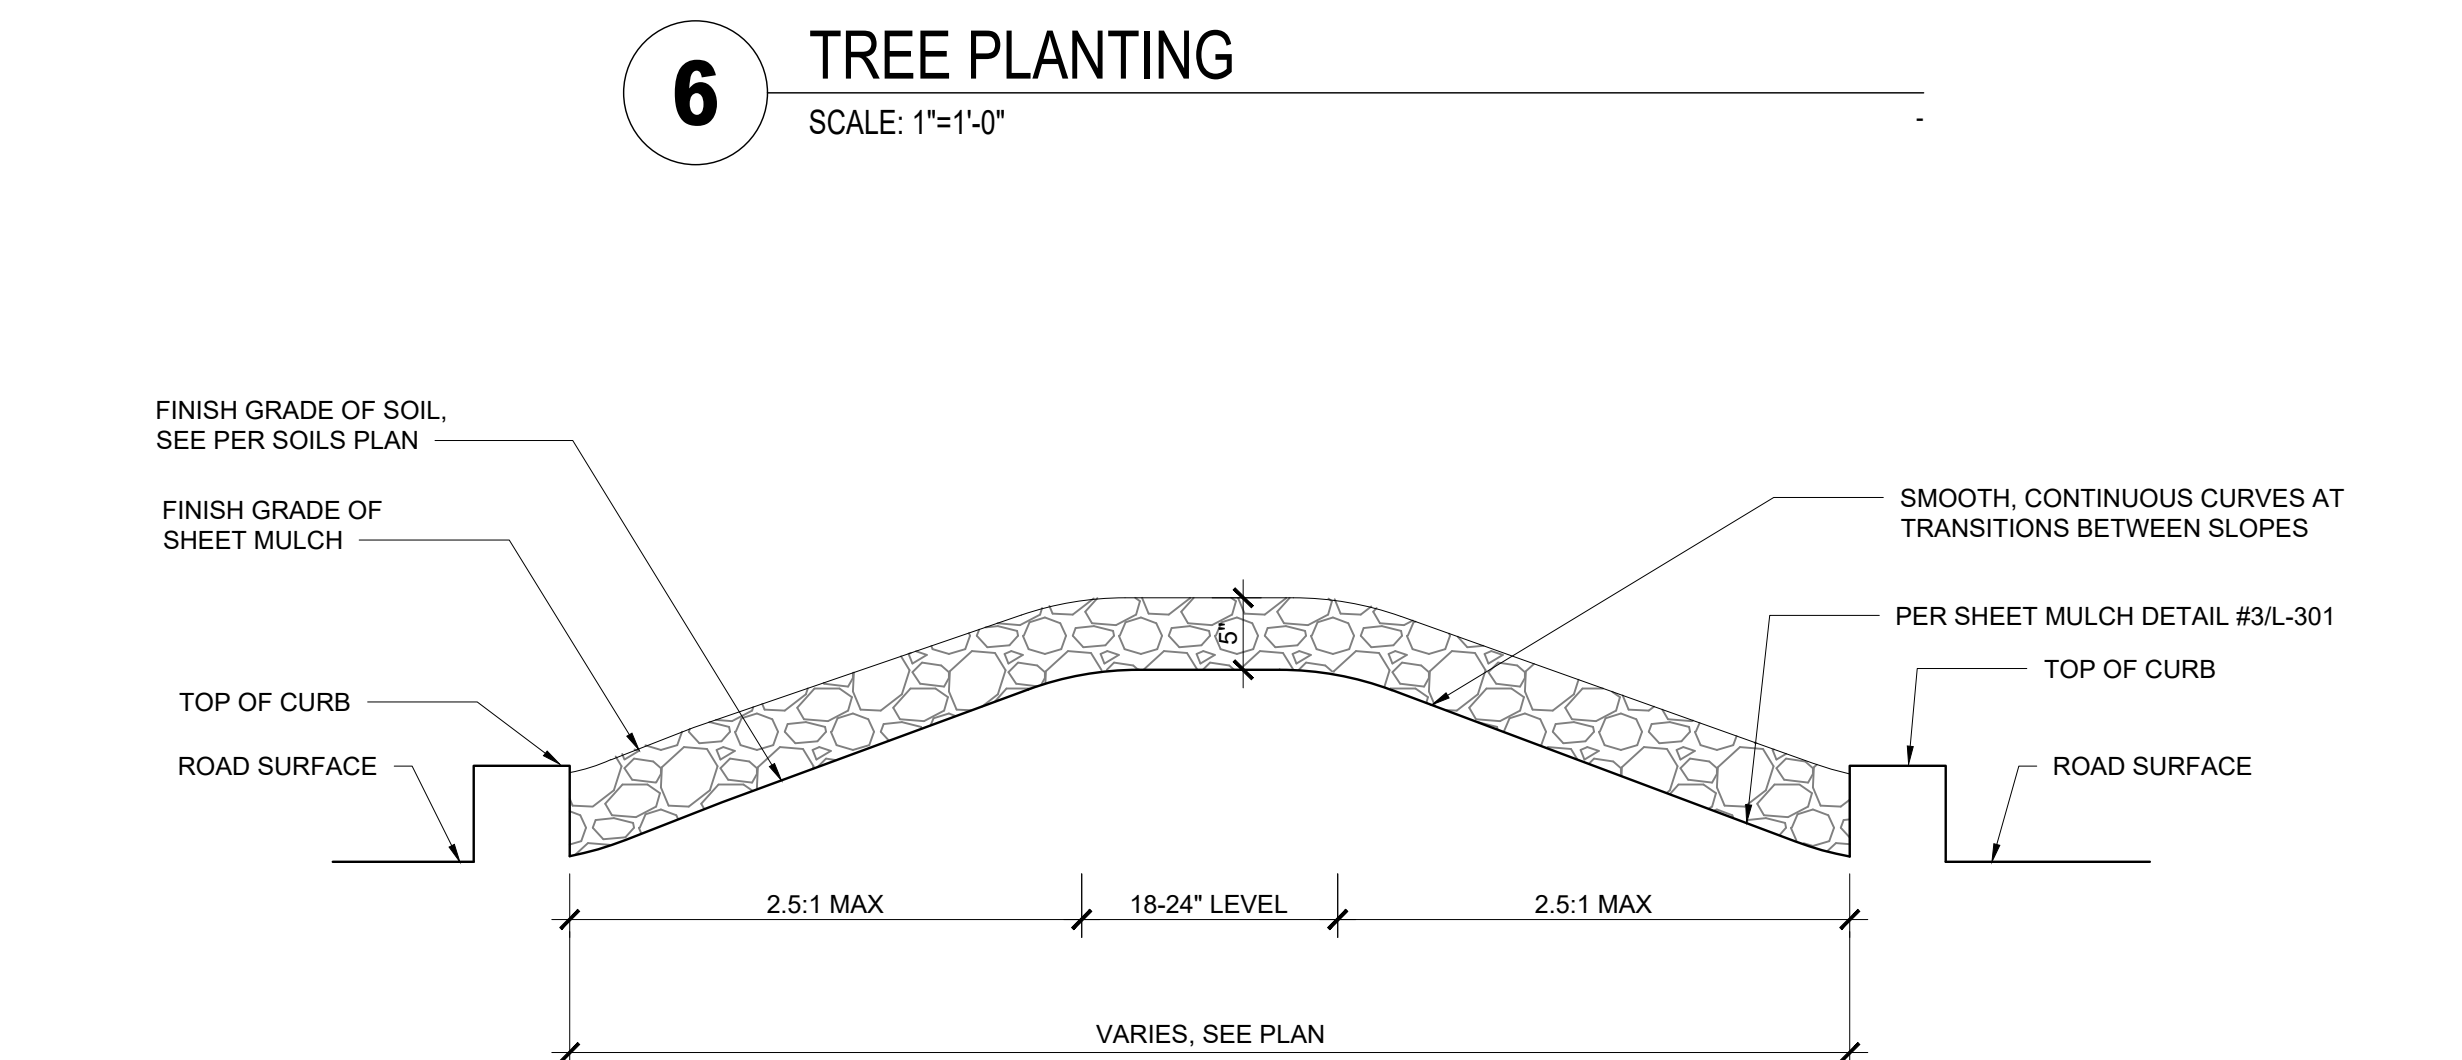 6
TREE PLANTING
SCALE: 1"=1'-0"
-
FINISH GRADE OF SOIL,
SEE PER SOILS PLAN
FINISH GRADE OF
SHEET MULCH
SMOOTH, CONTINUOUS CURVES AT
TRANSITIONS BETWEEN SLOPES
PER SHEET MULCH DETAIL #3/L-301
5"
TOP OF CURB
TOP OF CURB
ROAD SURFACE
ROAD SURFACE
2.5:1 MAX
18-24" LEVEL
2.5:1 MAX
VARIES, SEE PLAN